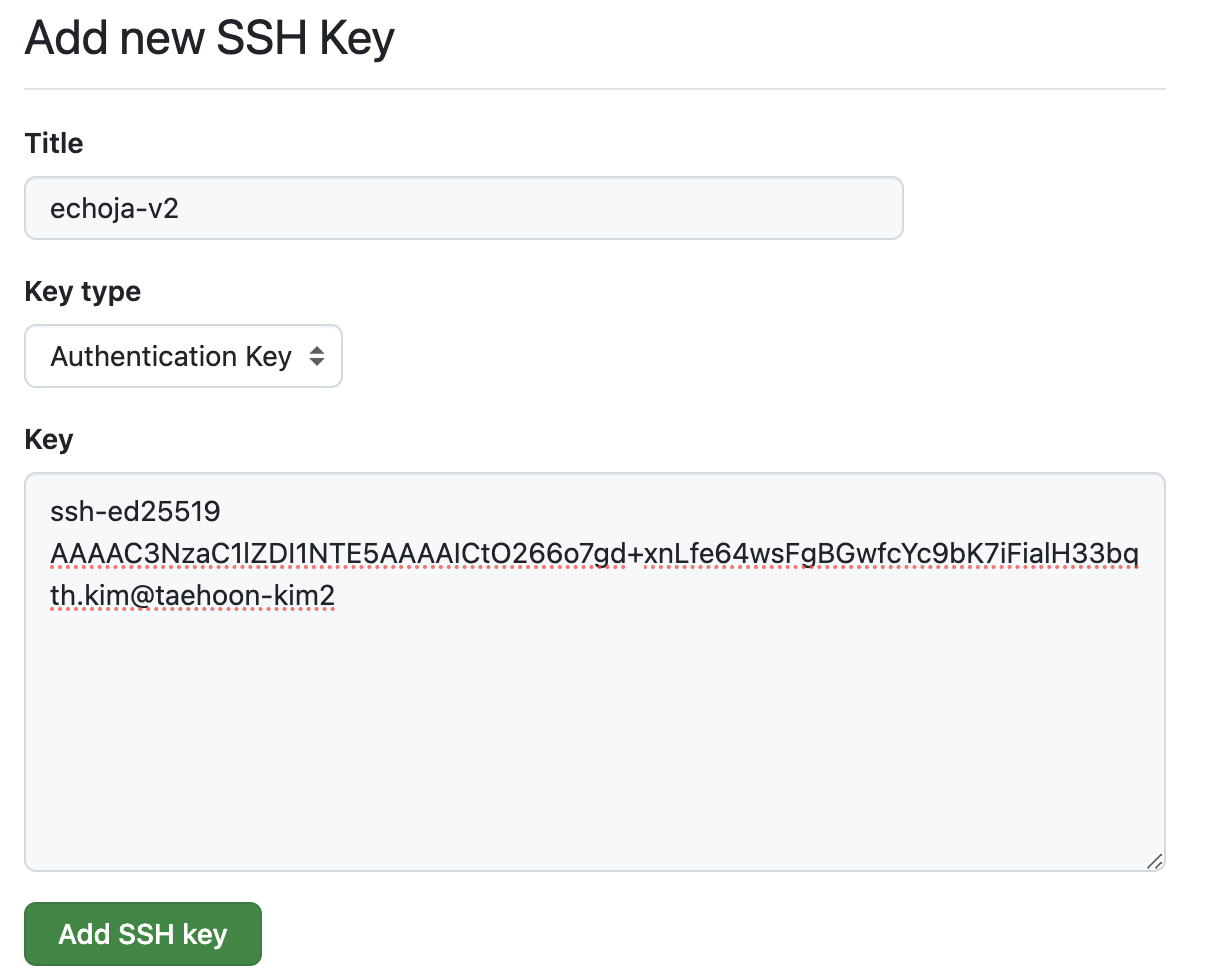 Add new SSH Key
Title
echoja-v2
Key type
Authentication Key
Key
ssh-ed25519
AAAAC3NzaC1lZDI1NTE5AAAAICtO266o7gd+xnLfe64wsFgBGwfcYc9bK7iFialH33bq
th.kim@taehoon-kim2
Add SSH key